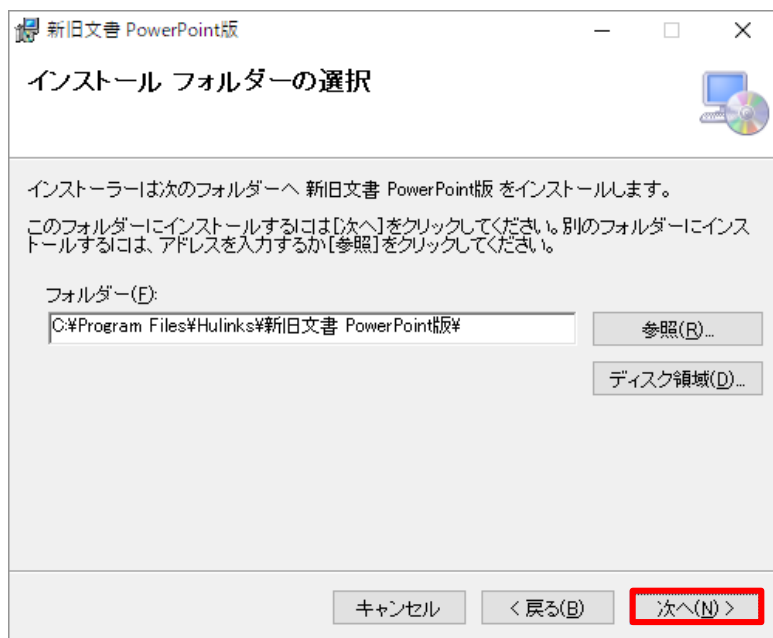 新旧文書 PowerPoint版
インストール フォルダーの選択
インストーラーは次のフォルダーへ 新旧文書 PowerPoint版 をインストールします。
このフォルダーにインストールするには[次へ]をクリックしてください。別のフォルダーにインス
トールするには、アドレスを入力するか[参照]をクリックしてください。
フォルダー(F):
C:¥Program Files¥Hulinks¥新旧文書 PowerPoint版¥
参照(R)...
ディスク領域(D)...
キャンセル
< 戻る(B)
次へ(N) >